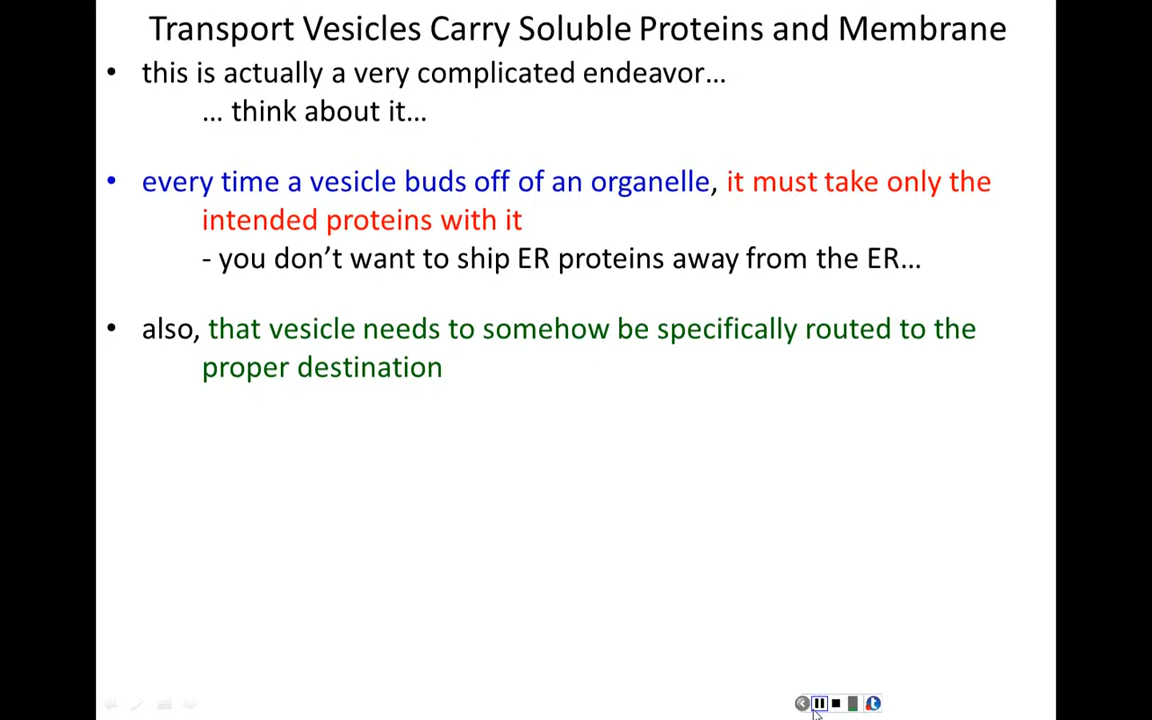 Transport Vesicles Carry Soluble Proteins and Membrane
• this is actually a very complicated endeavor…
… think about it…
• every time a vesicle buds off of an organelle, it must take only the
intended proteins with it
- you don’t want to ship ER proteins away from the ER…
• also, that vesicle needs to somehow be specifically routed to the
proper destination